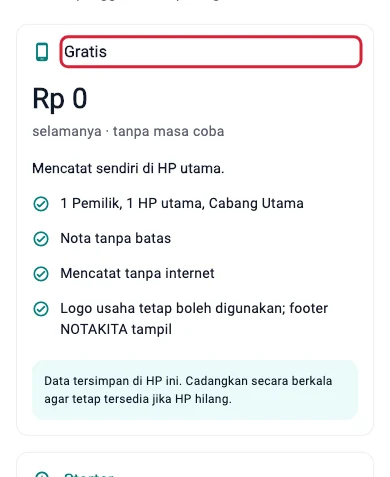 Gratis
Rp 0
selamanya · tanpa masa coba
Mencatat sendiri di HP utama.
1 Pemilik, 1 HP utama, Cabang Utama
Nota tanpa batas
Mencatat tanpa internet
Logo usaha tetap boleh digunakan; footer
NOTAKITA tampil
Data tersimpan di HP ini. Cadangkan secara berkala
agar tetap tersedia jika HP hilang.